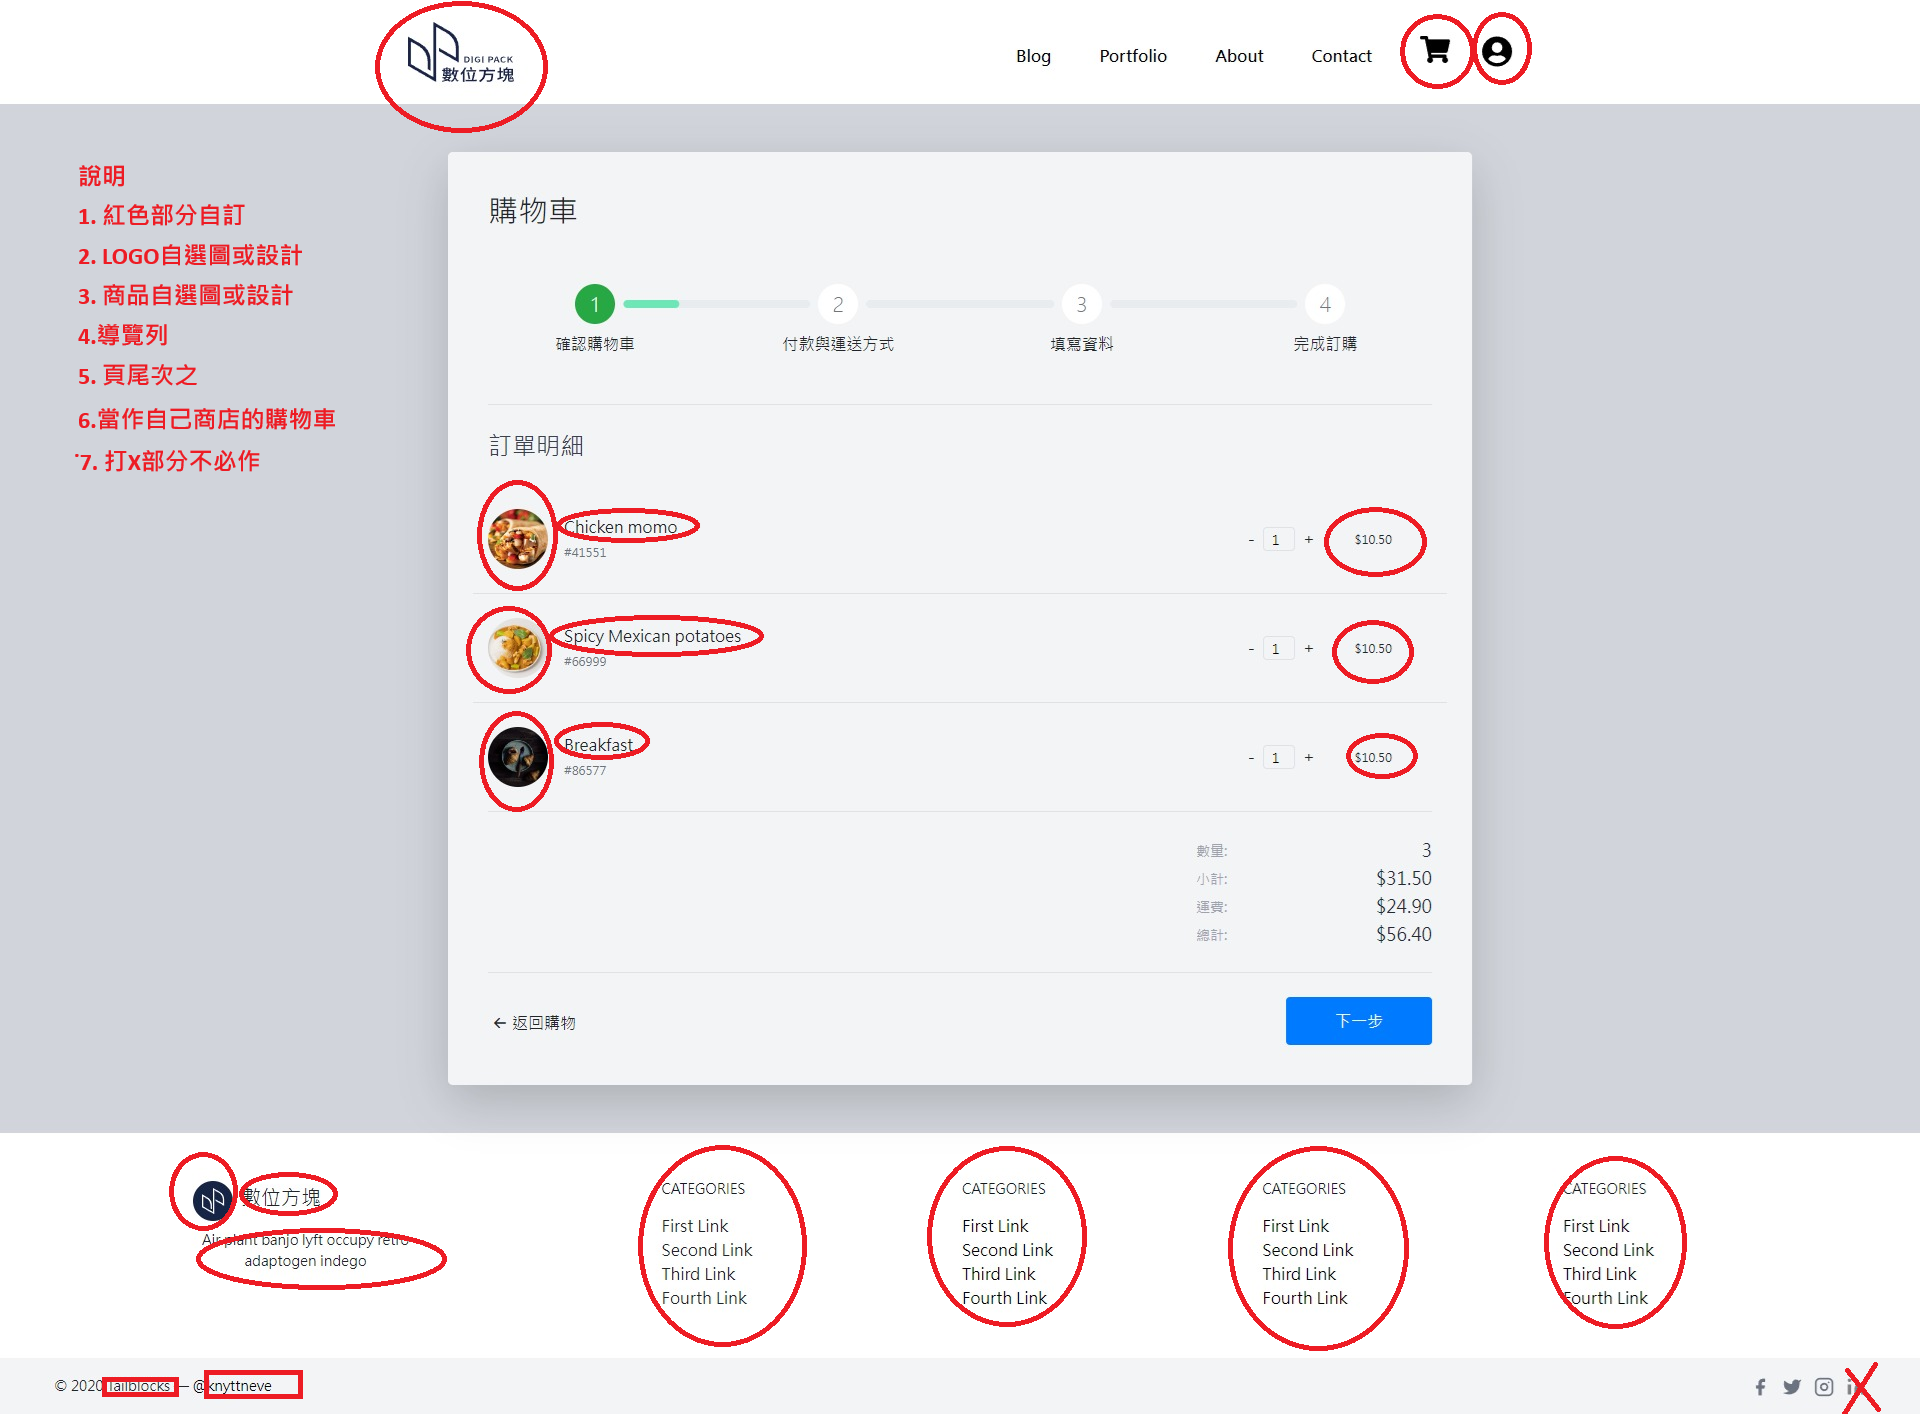 DIGI PACK
數位方塊
Blog
Portfolio
About
Contact
說明
1. 紅色部分自訂
2. LOGO自選圖或設計
3. 商品自選圖或設計
4.導覽列
5. 頁尾次之
6.當作自己商店的購物車
7. 打X部分不必作
購物車
1
2
3
4
確認購物車
付款與運送方式
填寫資料
完成訂購
訂單明細
Chicken momo
#41551
- 1 +
$10.50
Spicy Mexican potatoes
#66999
- 1 +
$10.50
Breakfast
#86577
- 1 +
$10.50
數量: 3
小計: $31.50
運費: $24.90
總計: $56.40
← 返回購物
下一步
數位方塊
Air plant banjo lyft occupy retro
adaptogen indego
CATEGORIES
First Link
Second Link
Third Link
Fourth Link
CATEGORIES
First Link
Second Link
Third Link
Fourth Link
CATEGORIES
First Link
Second Link
Third Link
Fourth Link
CATEGORIES
First Link
Second Link
Third Link
Fourth Link
© 2020 Tailblocks — @knyttneve